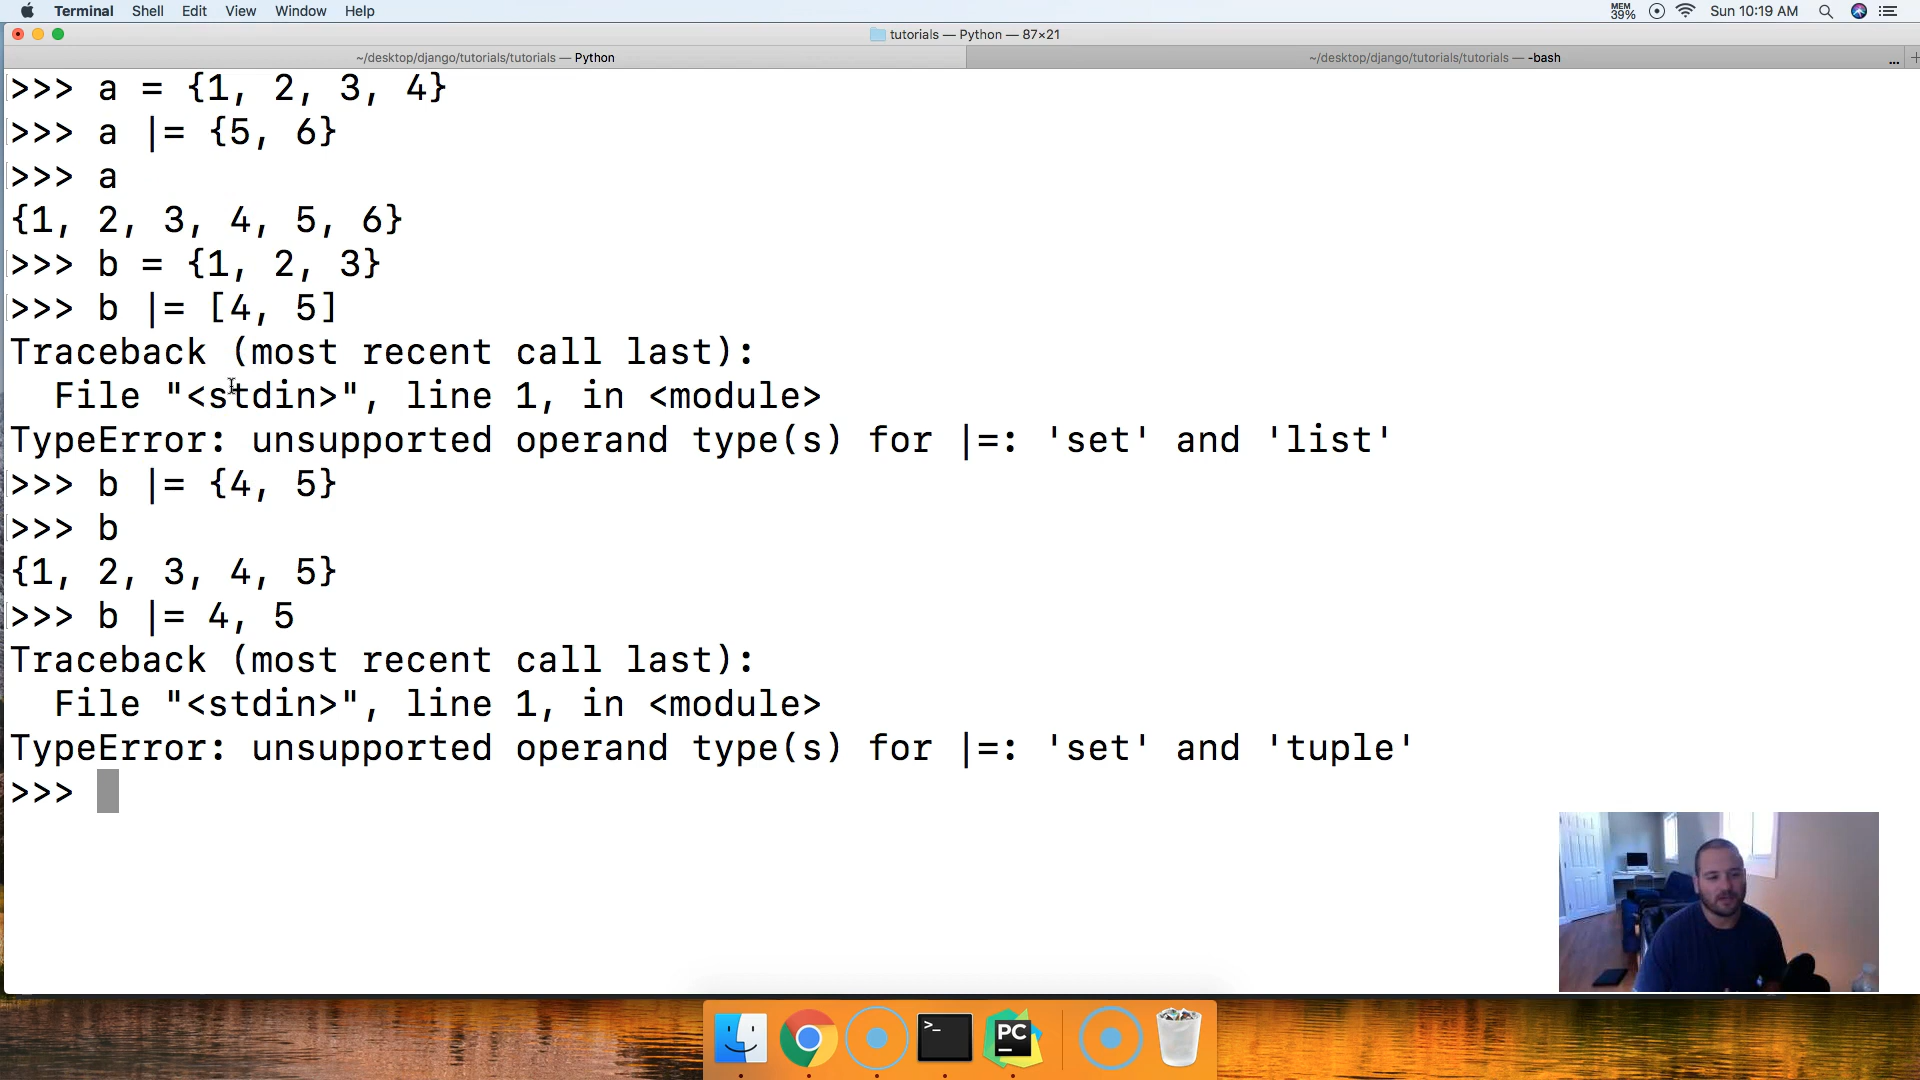 Terminal Shell Edit View Window Help MEM 39% Sun 10:19 AM
tutorials — Python — 87×21
~/desktop/django/tutorials/tutorials — Python ~/desktop/django/tutorials/tutorials — -bash ... +
>>> a = {1, 2, 3, 4}
>>> a |= {5, 6}
>>> a
{1, 2, 3, 4, 5, 6}
>>> b = {1, 2, 3}
>>> b |= [4, 5]
Traceback (most recent call last):
  File "<stdin>", line 1, in <module>
TypeError: unsupported operand type(s) for |=: 'set' and 'list'
>>> b |= {4, 5}
>>> b
{1, 2, 3, 4, 5}
>>> b |= 4, 5
Traceback (most recent call last):
  File "<stdin>", line 1, in <module>
TypeError: unsupported operand type(s) for |=: 'set' and 'tuple'
>>>
>_ PC